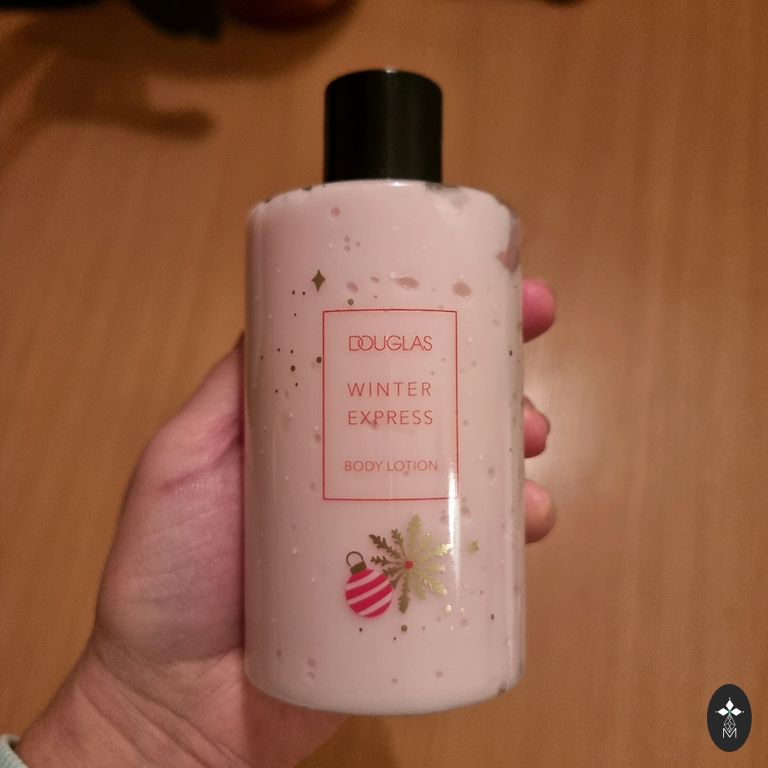 DOUGLAS
WINTER
EXPRESS
BODY LOTION
M